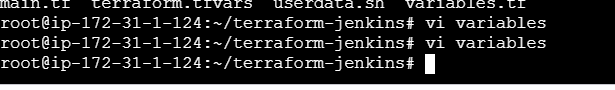 main.tf  terraform.tfvars  userdata.sh  variables.tf
root@ip-172-31-1-124:~/terraform-jenkins# vi variables
root@ip-172-31-1-124:~/terraform-jenkins# vi variables
root@ip-172-31-1-124:~/terraform-jenkins#